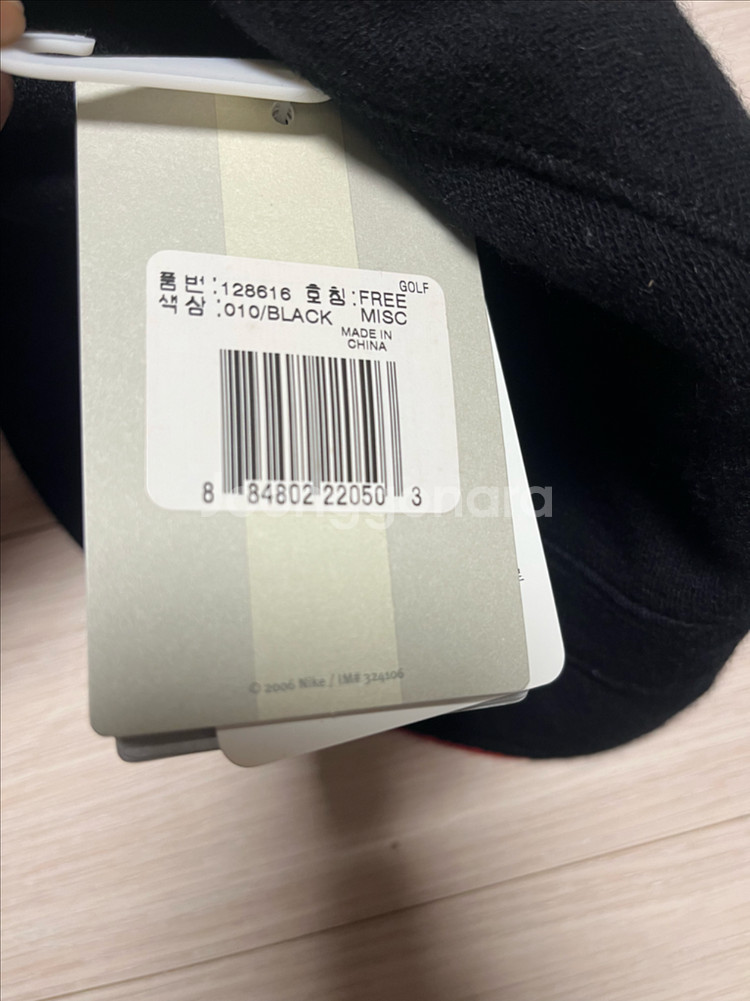 GOLF
품 번 : 128616 호 칭 : FREE
색 상 : 010/BLACK MISC
MADE IN
CHINA
8 84802 22050 3
Joonggonara
© 2006 Nike / IM# 324106